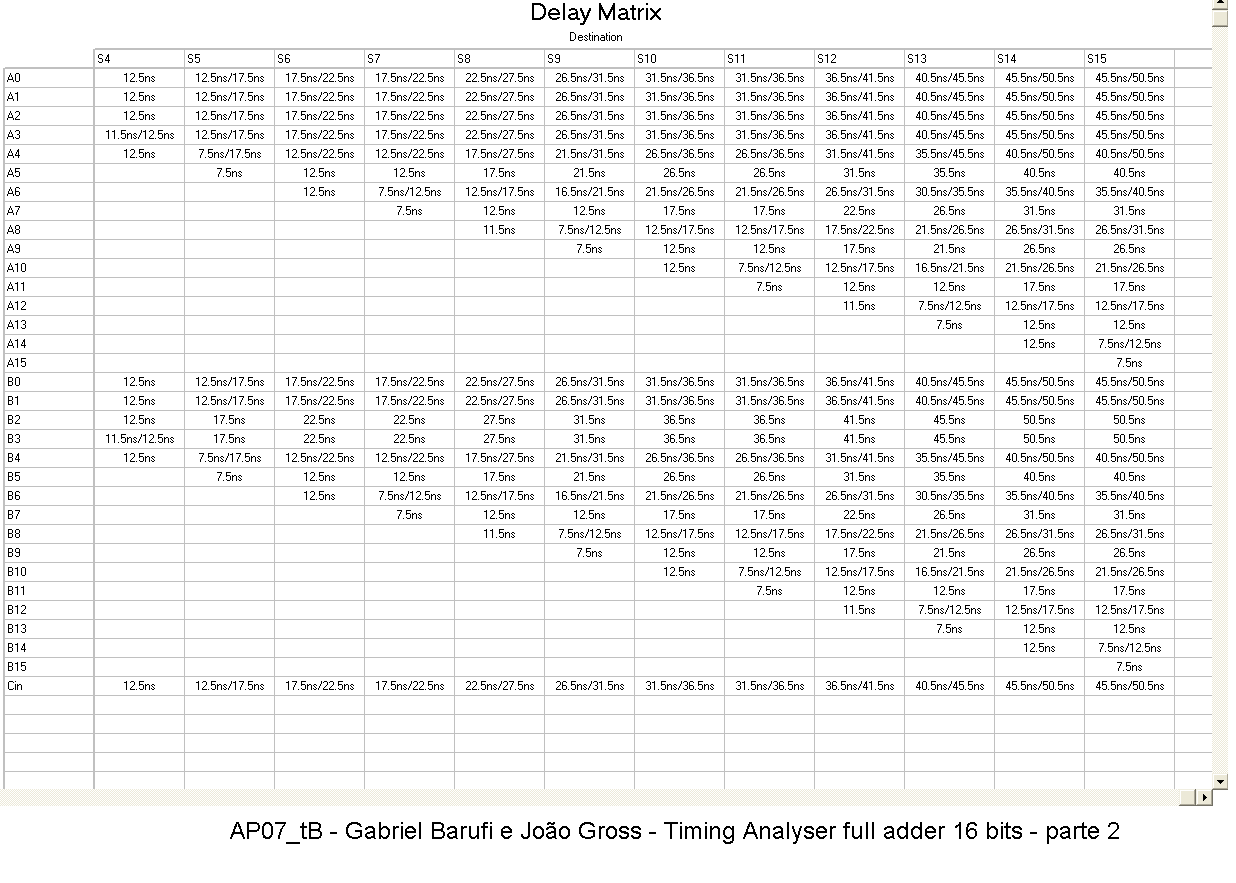 Delay Matrix
Destination
S4 S5 S6 S7 S8 S9 S10 S11 S12 S13 S14 S15
A0 12.5ns 12.5ns/17.5ns 17.5ns/22.5ns 17.5ns/22.5ns 22.5ns/27.5ns 26.5ns/31.5ns 31.5ns/36.5ns 31.5ns/36.5ns 36.5ns/41.5ns 40.5ns/45.5ns 45.5ns/50.5ns 45.5ns/50.5ns
A1 12.5ns 12.5ns/17.5ns 17.5ns/22.5ns 17.5ns/22.5ns 22.5ns/27.5ns 26.5ns/31.5ns 31.5ns/36.5ns 31.5ns/36.5ns 36.5ns/41.5ns 40.5ns/45.5ns 45.5ns/50.5ns 45.5ns/50.5ns
A2 12.5ns 12.5ns/17.5ns 17.5ns/22.5ns 17.5ns/22.5ns 22.5ns/27.5ns 26.5ns/31.5ns 31.5ns/36.5ns 31.5ns/36.5ns 36.5ns/41.5ns 40.5ns/45.5ns 45.5ns/50.5ns 45.5ns/50.5ns
A3 11.5ns/12.5ns 12.5ns/17.5ns 17.5ns/22.5ns 17.5ns/22.5ns 22.5ns/27.5ns 26.5ns/31.5ns 31.5ns/36.5ns 31.5ns/36.5ns 36.5ns/41.5ns 40.5ns/45.5ns 45.5ns/50.5ns 45.5ns/50.5ns
A4 12.5ns 7.5ns/17.5ns 12.5ns/22.5ns 12.5ns/22.5ns 17.5ns/27.5ns 21.5ns/31.5ns 26.5ns/36.5ns 26.5ns/36.5ns 31.5ns/41.5ns 35.5ns/45.5ns 40.5ns/50.5ns 40.5ns/50.5ns
A5 7.5ns 12.5ns 12.5ns 17.5ns 21.5ns 26.5ns 26.5ns 31.5ns 35.5ns 40.5ns 40.5ns
A6 12.5ns 7.5ns/12.5ns 12.5ns/17.5ns 16.5ns/21.5ns 21.5ns/26.5ns 21.5ns/26.5ns 26.5ns/31.5ns 30.5ns/35.5ns 35.5ns/40.5ns 35.5ns/40.5ns
A7 7.5ns 12.5ns 12.5ns 17.5ns 17.5ns 22.5ns 26.5ns 31.5ns 31.5ns
A8 11.5ns 7.5ns/12.5ns 12.5ns/17.5ns 12.5ns/17.5ns 17.5ns/22.5ns 21.5ns/26.5ns 26.5ns/31.5ns 26.5ns/31.5ns
A9 7.5ns 12.5ns 12.5ns 17.5ns 21.5ns 26.5ns 26.5ns
A10 12.5ns 7.5ns/12.5ns 12.5ns/17.5ns 16.5ns/21.5ns 21.5ns/26.5ns 21.5ns/26.5ns
A11 7.5ns 12.5ns 12.5ns 17.5ns 17.5ns
A12 11.5ns 7.5ns/12.5ns 12.5ns/17.5ns 12.5ns/17.5ns
A13 7.5ns 12.5ns 12.5ns
A14 12.5ns 7.5ns/12.5ns
A15 7.5ns
B0 12.5ns 12.5ns/17.5ns 17.5ns/22.5ns 17.5ns/22.5ns 22.5ns/27.5ns 26.5ns/31.5ns 31.5ns/36.5ns 31.5ns/36.5ns 36.5ns/41.5ns 40.5ns/45.5ns 45.5ns/50.5ns 45.5ns/50.5ns
B1 12.5ns 12.5ns/17.5ns 17.5ns/22.5ns 17.5ns/22.5ns 22.5ns/27.5ns 26.5ns/31.5ns 31.5ns/36.5ns 31.5ns/36.5ns 36.5ns/41.5ns 40.5ns/45.5ns 45.5ns/50.5ns 45.5ns/50.5ns
B2 12.5ns 17.5ns 22.5ns 22.5ns 27.5ns 31.5ns 36.5ns 36.5ns 41.5ns 45.5ns 50.5ns 50.5ns
B3 11.5ns/12.5ns 17.5ns 22.5ns 22.5ns 27.5ns 31.5ns 36.5ns 36.5ns 41.5ns 45.5ns 50.5ns 50.5ns
B4 12.5ns 7.5ns/17.5ns 12.5ns/22.5ns 12.5ns/22.5ns 17.5ns/27.5ns 21.5ns/31.5ns 26.5ns/36.5ns 26.5ns/36.5ns 31.5ns/41.5ns 35.5ns/45.5ns 40.5ns/50.5ns 40.5ns/50.5ns
B5 7.5ns 12.5ns 12.5ns 17.5ns 21.5ns 26.5ns 26.5ns 31.5ns 35.5ns 40.5ns 40.5ns
B6 12.5ns 7.5ns/12.5ns 12.5ns/17.5ns 16.5ns/21.5ns 21.5ns/26.5ns 21.5ns/26.5ns 26.5ns/31.5ns 30.5ns/35.5ns 35.5ns/40.5ns 35.5ns/40.5ns
B7 7.5ns 12.5ns 12.5ns 17.5ns 17.5ns 22.5ns 26.5ns 31.5ns 31.5ns
B8 11.5ns 7.5ns/12.5ns 12.5ns/17.5ns 12.5ns/17.5ns 17.5ns/22.5ns 21.5ns/26.5ns 26.5ns/31.5ns 26.5ns/31.5ns
B9 7.5ns 12.5ns 12.5ns 17.5ns 21.5ns 26.5ns 26.5ns
B10 12.5ns 7.5ns/12.5ns 12.5ns/17.5ns 16.5ns/21.5ns 21.5ns/26.5ns 21.5ns/26.5ns
B11 7.5ns 12.5ns 12.5ns 17.5ns 17.5ns
B12 11.5ns 7.5ns/12.5ns 12.5ns/17.5ns 12.5ns/17.5ns
B13 7.5ns 12.5ns 12.5ns
B14 12.5ns 7.5ns/12.5ns
B15 7.5ns
Cin 12.5ns 12.5ns/17.5ns 17.5ns/22.5ns 17.5ns/22.5ns 22.5ns/27.5ns 26.5ns/31.5ns 31.5ns/36.5ns 31.5ns/36.5ns 36.5ns/41.5ns 40.5ns/45.5ns 45.5ns/50.5ns 45.5ns/50.5ns
AP07_tB - Gabriel Barufi e João Gross - Timing Analyser full adder 16 bits - parte 2